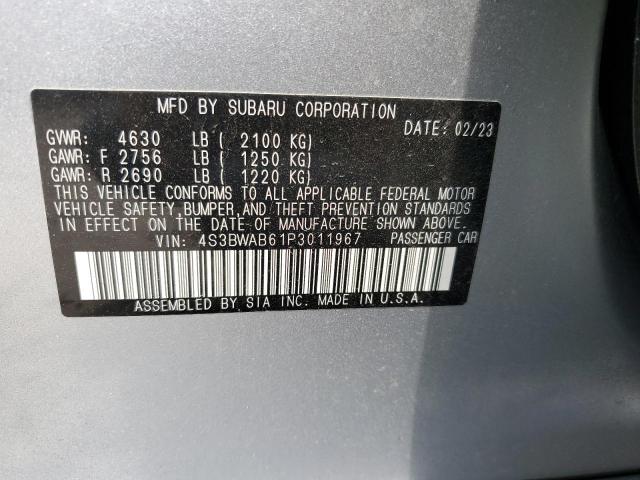 MFD BY SUBARU CORPORATION
DATE: 02/23
GVWR: 4630 LB ( 2100 KG)
GAWR: F 2756 LB ( 1250 KG)
GAWR: R 2690 LB ( 1220 KG)
THIS VEHICLE CONFORMS TO ALL APPLICABLE FEDERAL MOTOR
VEHICLE SAFETY,BUMPER,AND THEFT PREVENTION STANDARDS
IN EFFECT ON THE DATE OF MANUFACTURE SHOWN ABOVE.
VIN: 4S3BWAB61P3011967 PASSENGER CAR
ASSEMBLED BY SIA INC. MADE IN U.S.A.